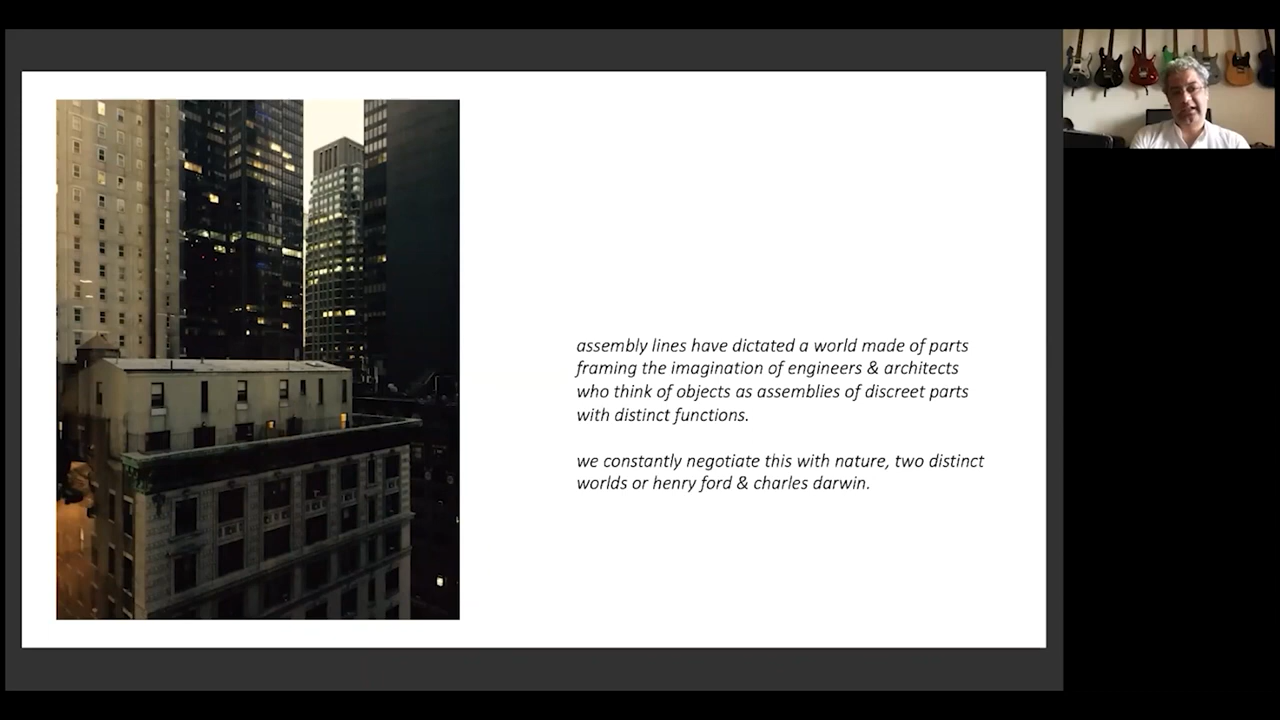 assembly lines have dictated a world made of parts
framing the imagination of engineers & architects
who think of objects as assemblies of discreet parts
with distinct functions.
we constantly negotiate this with nature, two distinct
worlds or henry ford & charles darwin.